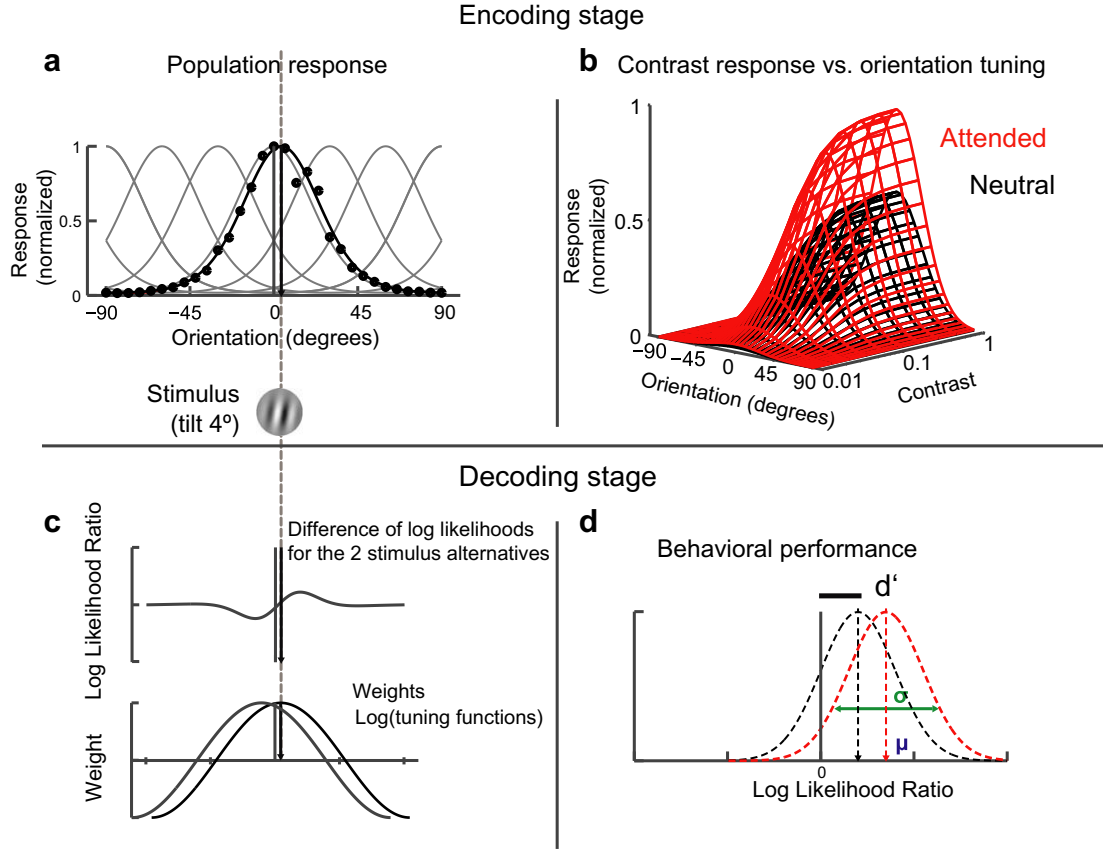 Encoding stage
a
Population response
Response
(normalized)
1
0.5
0
−90
−45
0
45
90
Orientation (degrees)
Stimulus
(tilt 4º)
b
Contrast response vs. orientation tuning
Attended
Neutral
Response
(normalized)
1
0.5
0
−90
−45
0
45
90
Orientation (degrees)
0.01
0.1
1
Contrast
Decoding stage
c
Log Likelihood Ratio
Difference of log likelihoods
for the 2 stimulus alternatives
Weight
Weights
Log(tuning functions)
d
Behavioral performance
d‘
σ
μ
0
Log Likelihood Ratio